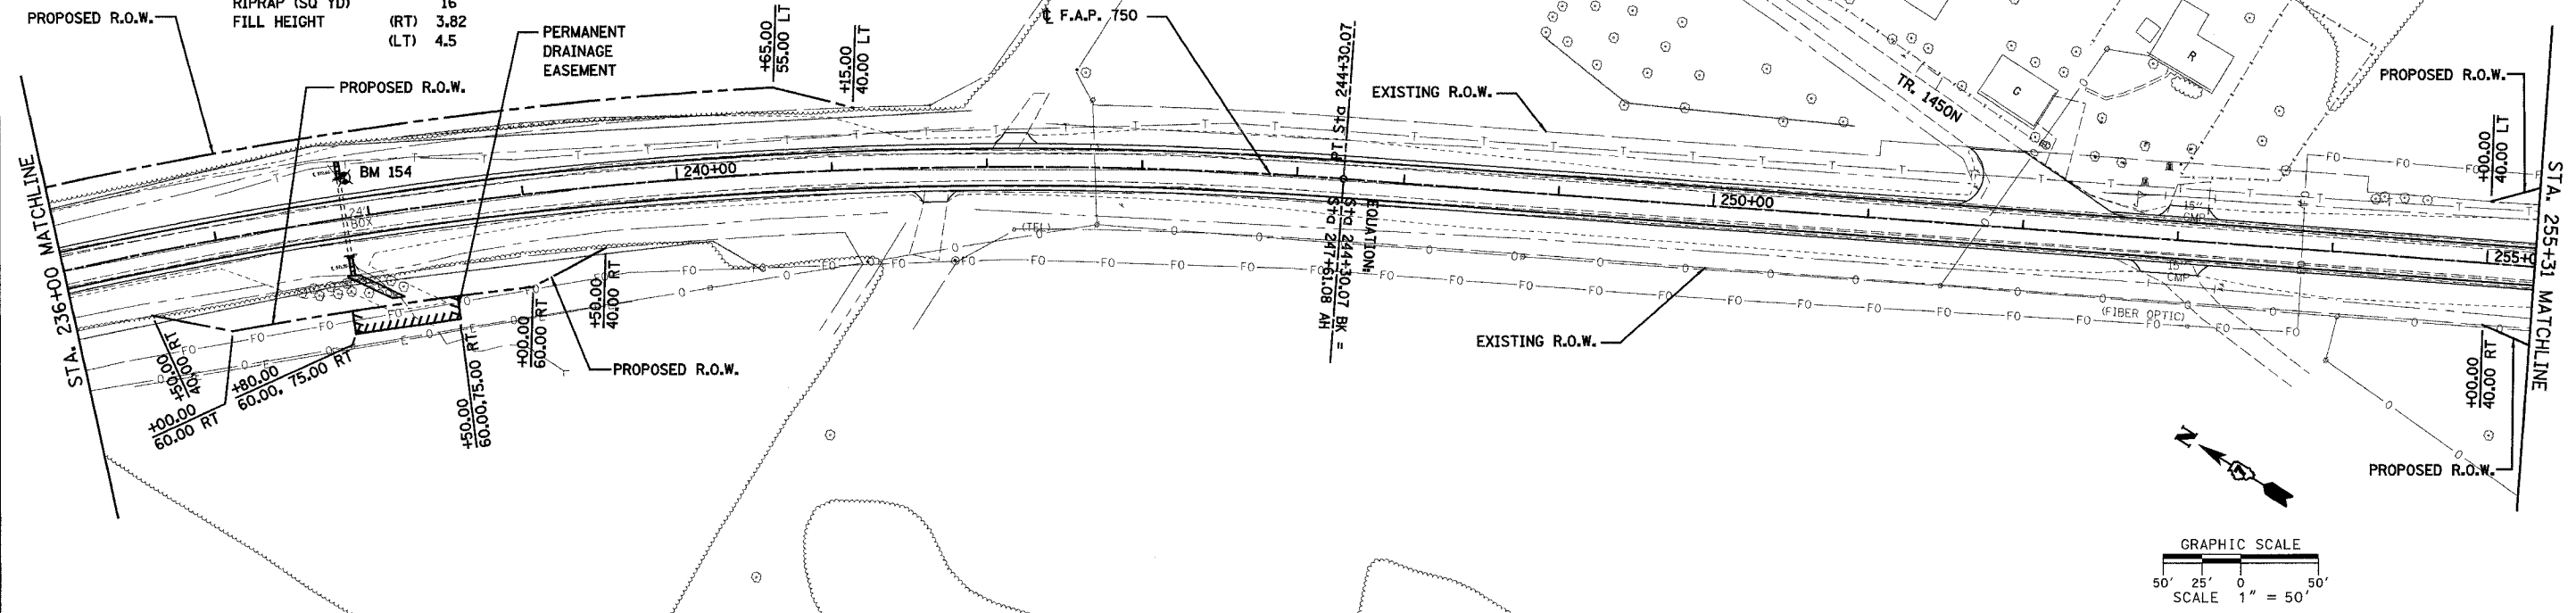 RIPRAP (SQ YD) 16
FILL HEIGHT (RT) 3.82
(LT) 4.5
PROPOSED R.O.W.
PROPOSED R.O.W.
PERMANENT
DRAINAGE
EASEMENT
+65.00
55.00 LT
+15.00
40.00 LT
℄ F.A.P. 750
PT Sta 244+30.07
EXISTING R.O.W.
TR. 1450N
G
R
PROPOSED R.O.W.
+00.00
40.00 LT
STA. 236+00 MATCHLINE
BM 154
BOX
240+00
250+00
255+0
15"
CMP
(TEL)
EQUATION:
Sta 244+30.07 BK =
Sta 247+61.08 AH
STA. 255+31 MATCHLINE
+50.00
40.00 RT
+00.00
60.00 RT
+80.00
60.00, 75.00 RT
+50.00
60.00,75.00 RT
+00.00
60.00 RT
+50.00
40.00 RT
PROPOSED R.O.W.
EXISTING R.O.W.
CMP
(FIBER OPTIC)
+00.00
40.00 RT
PROPOSED R.O.W.
N
GRAPHIC SCALE
50' 25' 0 50'
SCALE 1" = 50'